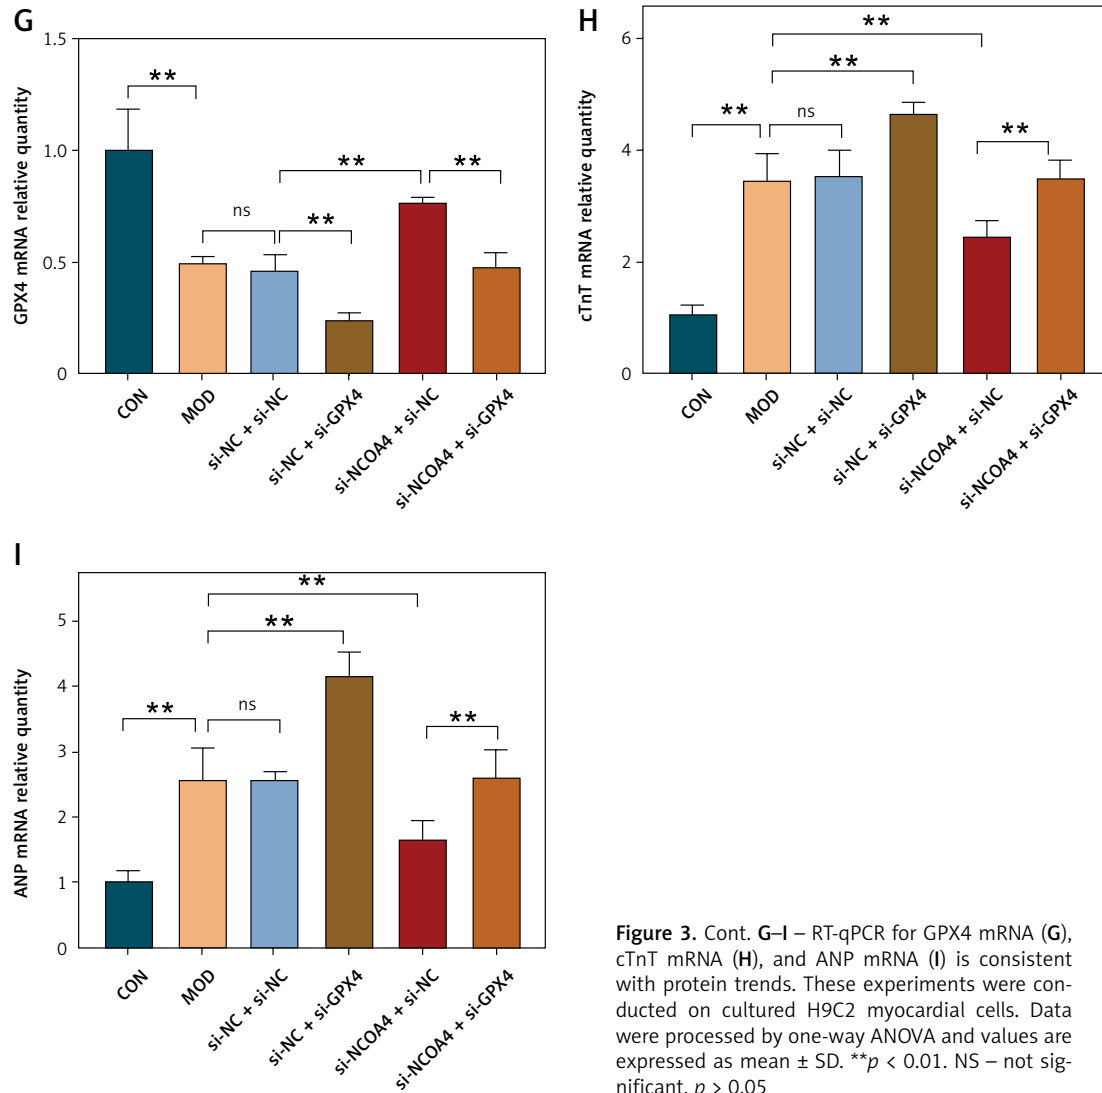 G
GPX4 mRNA relative quantity
1.5
1.0
0.5
0
**
ns
**
**
**
CON
MOD
si-NC + si-NC
si-NC + si-GPX4
si-NCOA4 + si-NC
si-NCOA4 + si-GPX4
H
cTnT mRNA relative quantity
6
4
2
0
**
**
**
ns
**
CON
MOD
si-NC + si-NC
si-NC + si-GPX4
si-NCOA4 + si-NC
si-NCOA4 + si-GPX4
I
ANP mRNA relative quantity
5
4
3
2
1
0
**
**
**
ns
**
CON
MOD
si-NC + si-NC
si-NC + si-GPX4
si-NCOA4 + si-NC
si-NCOA4 + si-GPX4
Figure 3. Cont. G–I – RT-qPCR for GPX4 mRNA (G),
cTnT mRNA (H), and ANP mRNA (I) is consistent
with protein trends. These experiments were con-
ducted on cultured H9C2 myocardial cells. Data
were processed by one-way ANOVA and values are
expressed as mean ± SD. **p < 0.01. NS – not sig-
nificant, p > 0.05